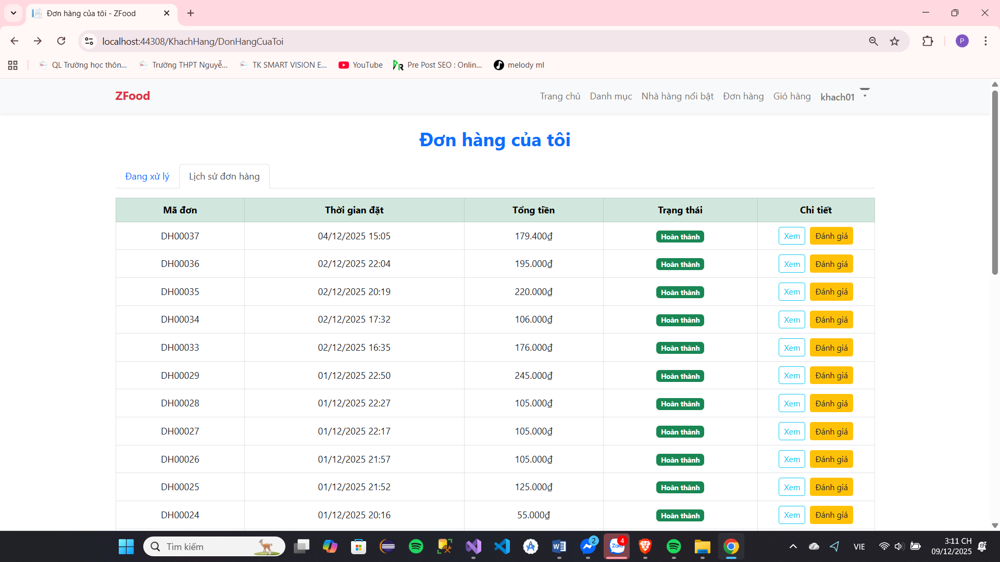 Đơn hàng của tôi - ZFood
localhost:44308/KhachHang/DonHangCuaToi
P
QL Trường học thôn...
Trường THPT Nguyễ...
TK SMART VISION E...
YouTube
Pre Post SEO : Onlin...
melody ml
ZFood
Trang chủ Danh mục Nhà hàng nổi bật Đơn hàng Giỏ hàng khach01
Đơn hàng của tôi
Đang xử lý Lịch sử đơn hàng
Mã đơn Thời gian đặt Tổng tiền Trạng thái Chi tiết
DH00037 04/12/2025 15:05 179.400₫ Hoàn thành Xem Đánh giá
DH00036 02/12/2025 22:04 195.000₫ Hoàn thành Xem Đánh giá
DH00035 02/12/2025 20:19 220.000₫ Hoàn thành Xem Đánh giá
DH00034 02/12/2025 17:32 106.000₫ Hoàn thành Xem Đánh giá
DH00033 02/12/2025 16:35 176.000₫ Hoàn thành Xem Đánh giá
DH00029 01/12/2025 22:50 245.000₫ Hoàn thành Xem Đánh giá
DH00028 01/12/2025 22:27 105.000₫ Hoàn thành Xem Đánh giá
DH00027 01/12/2025 22:17 105.000₫ Hoàn thành Xem Đánh giá
DH00026 01/12/2025 21:57 105.000₫ Hoàn thành Xem Đánh giá
DH00025 01/12/2025 21:52 125.000₫ Hoàn thành Xem Đánh giá
DH00024 01/12/2025 20:16 55.000₫ Hoàn thành Xem Đánh giá
Tìm kiếm
2
Zalo
4
VIE
3:11 CH
09/12/2025